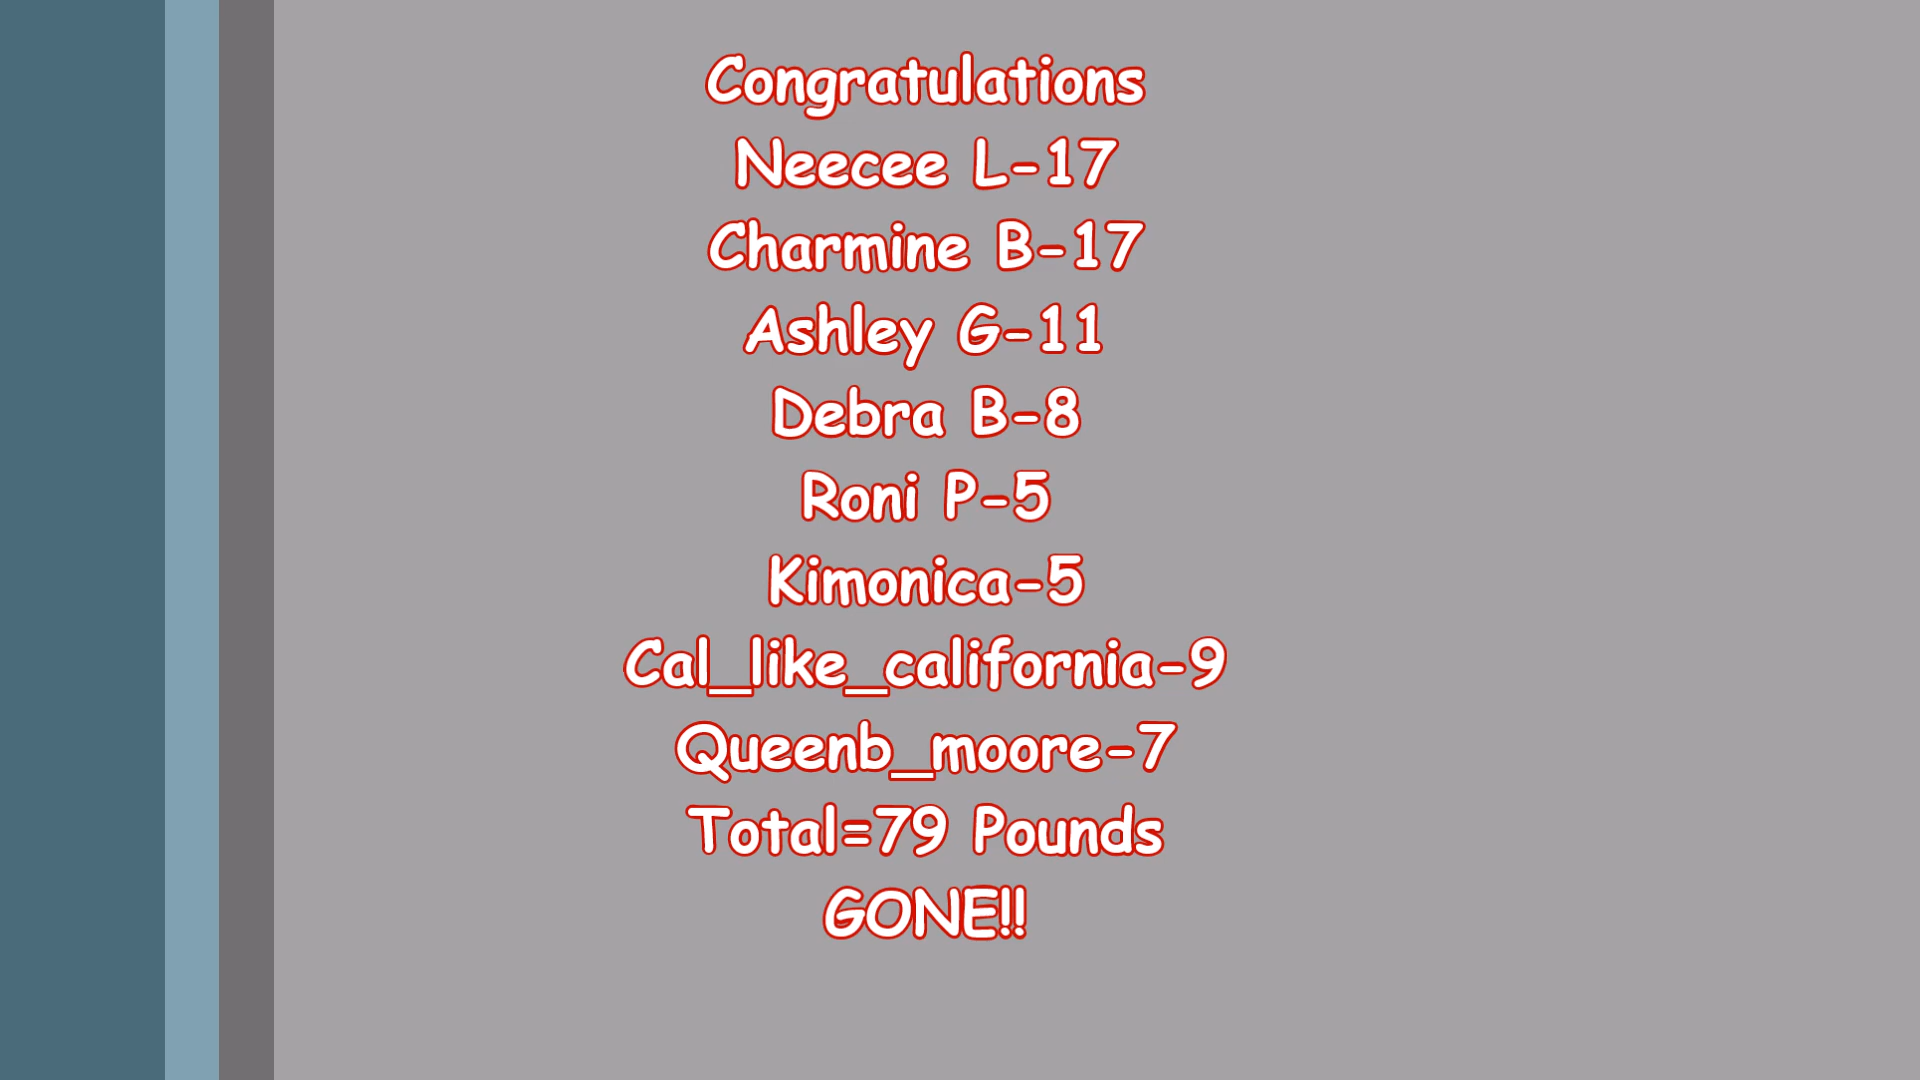 Congratulations
Neecee L-17
Charmine B-17
Ashley G-11
Debra B-8
Roni P-5
Kimonica-5
Cal_like_california-9
Queenb_moore-7
Total=79 Pounds
GONE!!